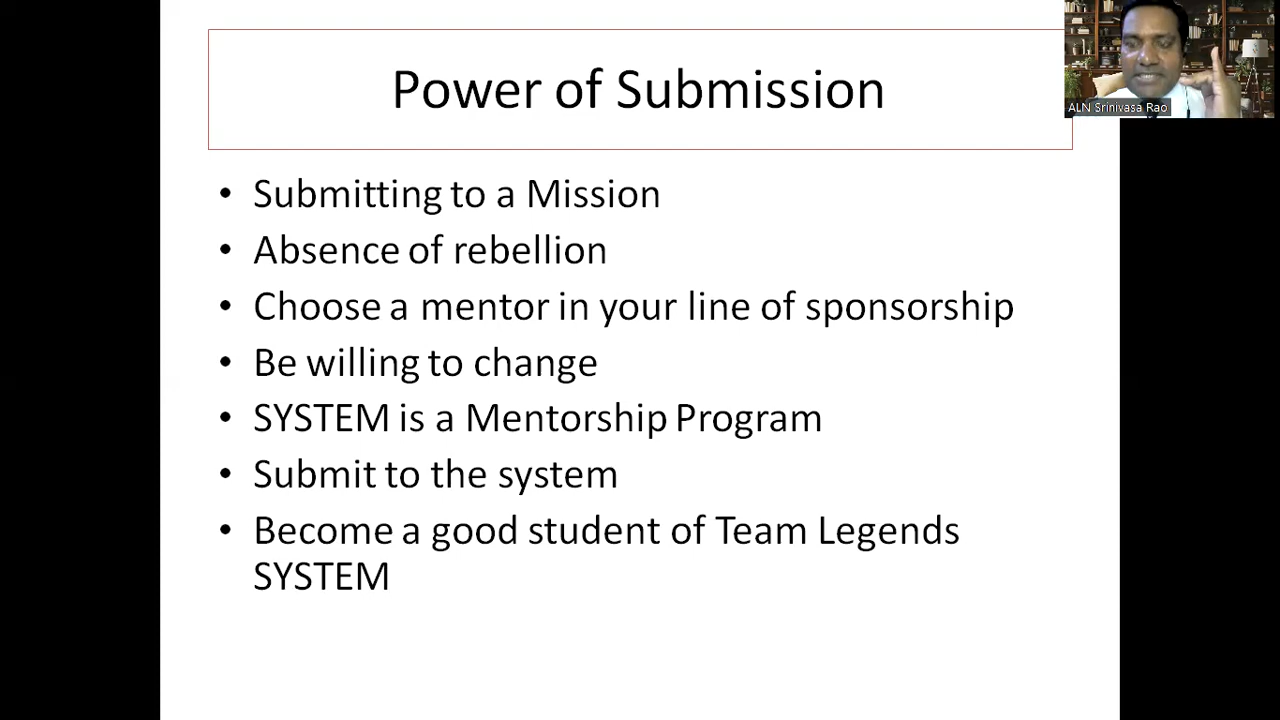 Power of Submission
ALN Srinivasa Rao
• Submitting to a Mission
• Absence of rebellion
• Choose a mentor in your line of sponsorship
• Be willing to change
• SYSTEM is a Mentorship Program
• Submit to the system
• Become a good student of Team Legends
SYSTEM